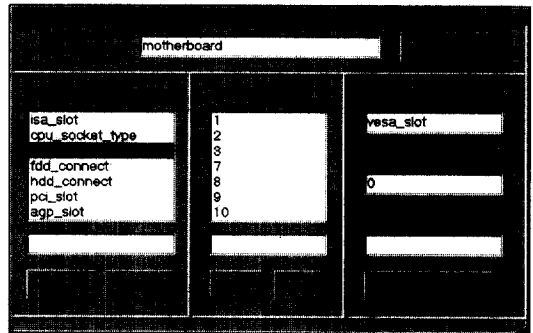 motherboard
isa_slot
cpu_socket_type
fdd_connect
hdd_connect
pci_slot
agp_slot
1
2
3
7
8
9
10
vesa_slot
0